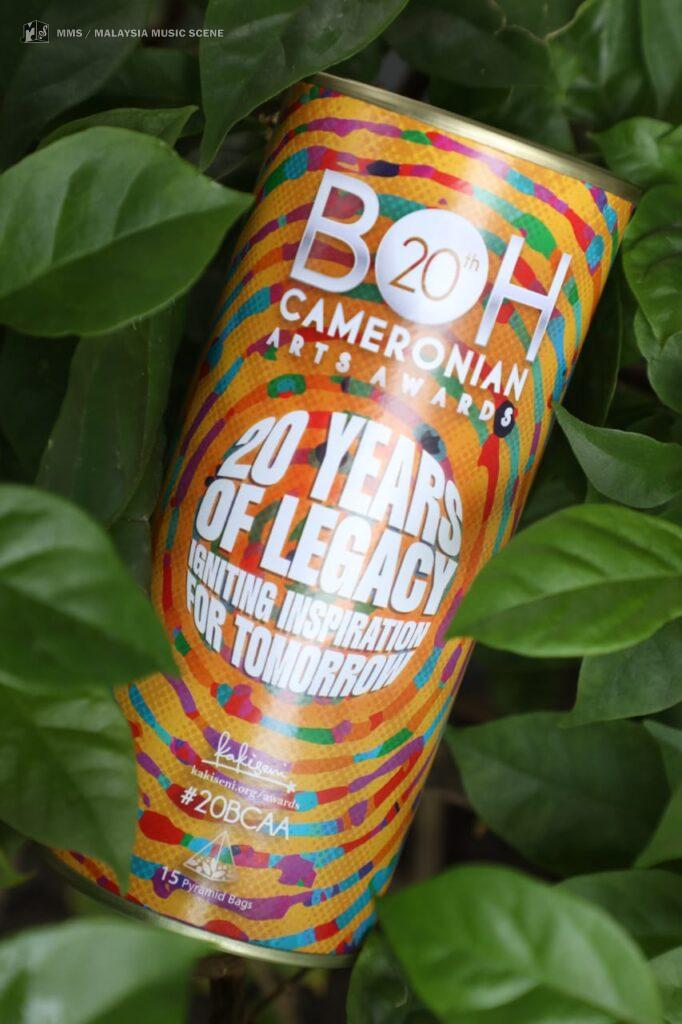 MMS / MALAYSIA MUSIC SCENE
BOH
20th
CAMERONIAN
ARTS AWARDS
20 YEARS
OF LEGACY
IGNITING INSPIRATION
FOR TOMORROW
kakiseni
kakiseni.org/awards
#20BCAA
15 Pyramid Bags